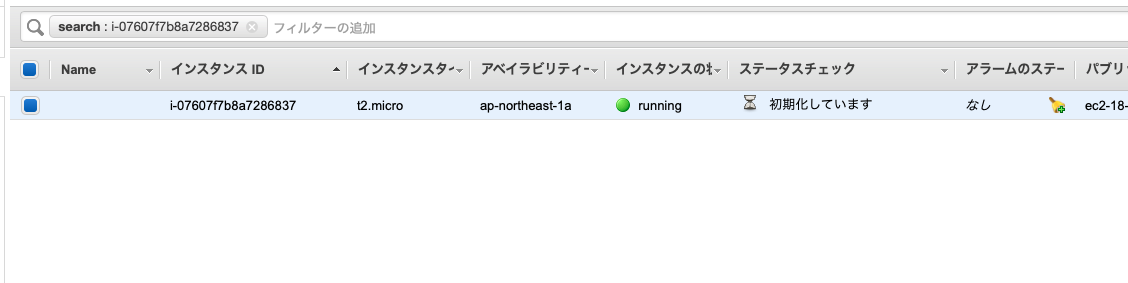 search : i-07607f7b8a7286837 フィルターの追加
Name インスタンス ID インスタンスター アベイラビリティー インスタンスの ステータスチェック アラームのステー パブリッ
i-07607f7b8a7286837 t2.micro ap-northeast-1a running 初期化しています なし ec2-18-